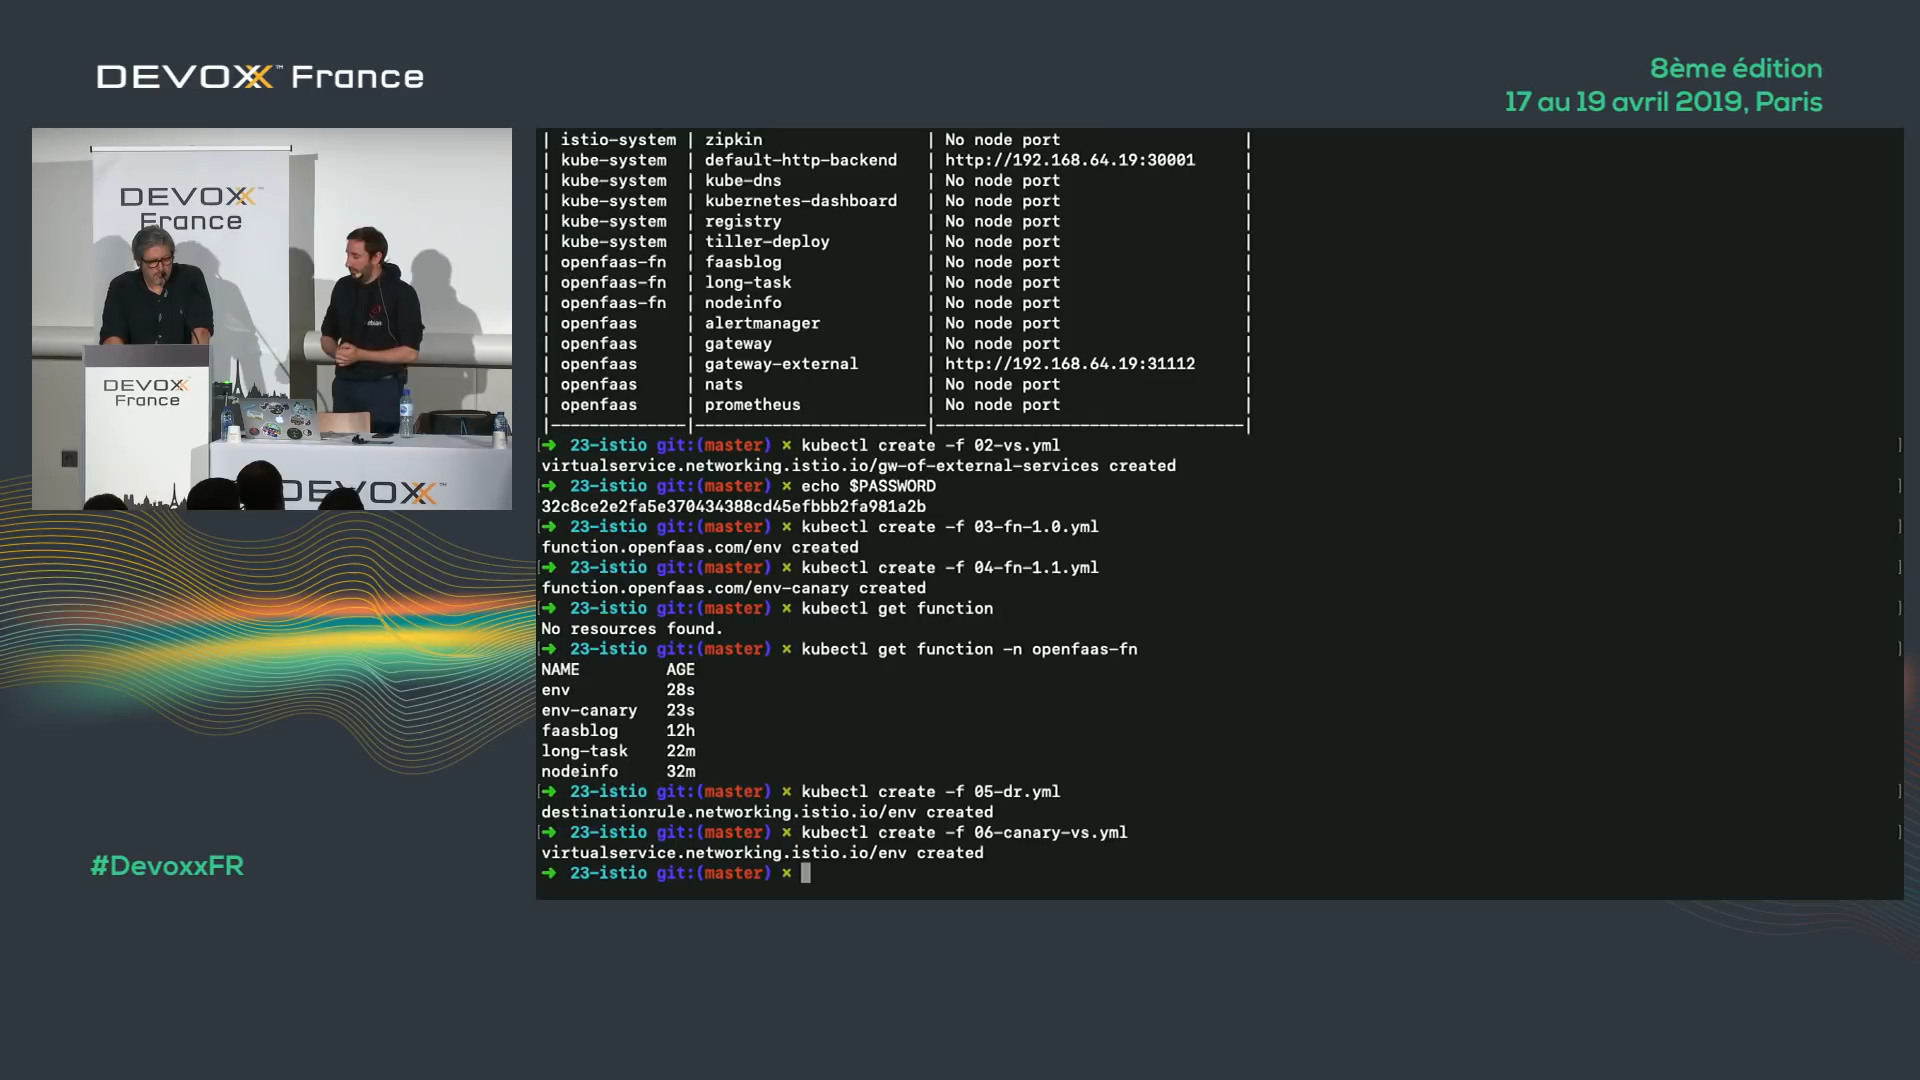 DEVOXX™ France
8ème édition
17 au 19 avril 2019, Paris
DEVOXX™
France
DEVOXX
France
DEVOXX™
| istio-system | zipkin | No node port |
| kube-system | default-http-backend | http://192.168.64.19:30001 |
| kube-system | kube-dns | No node port |
| kube-system | kubernetes-dashboard | No node port |
| kube-system | registry | No node port |
| kube-system | tiller-deploy | No node port |
| openfaas-fn | faasblog | No node port |
| openfaas-fn | long-task | No node port |
| openfaas-fn | nodeinfo | No node port |
| openfaas | alertmanager | No node port |
| openfaas | gateway | No node port |
| openfaas | gateway-external | http://192.168.64.19:31112 |
| openfaas | nats | No node port |
| openfaas | prometheus | No node port |
|--------------|------------------------|--------------------------------|
[➜ 23-istio git:(master) × kubectl create -f 02-vs.yml ]
virtualservice.networking.istio.io/gw-of-external-services created
[➜ 23-istio git:(master) × echo $PASSWORD ]
32c8ce2e2fa5e370434388cd45efbbb2fa981a2b
[➜ 23-istio git:(master) × kubectl create -f 03-fn-1.0.yml ]
function.openfaas.com/env created
[➜ 23-istio git:(master) × kubectl create -f 04-fn-1.1.yml ]
function.openfaas.com/env-canary created
[➜ 23-istio git:(master) × kubectl get function ]
No resources found.
[➜ 23-istio git:(master) × kubectl get function -n openfaas-fn ]
NAME AGE
env 28s
env-canary 23s
faasblog 12h
long-task 22m
nodeinfo 32m
[➜ 23-istio git:(master) × kubectl create -f 05-dr.yml ]
destinationrule.networking.istio.io/env created
[➜ 23-istio git:(master) × kubectl create -f 06-canary-vs.yml ]
virtualservice.networking.istio.io/env created
➜ 23-istio git:(master) ×
#DevoxxFR